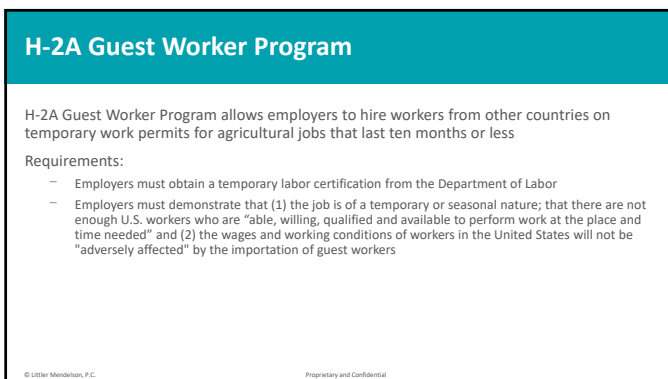 H-2A Guest Worker Program
H-2A Guest Worker Program allows employers to hire workers from other countries on
temporary work permits for agricultural jobs that last ten months or less
Requirements:
– Employers must obtain a temporary labor certification from the Department of Labor
– Employers must demonstrate that (1) the job is of a temporary or seasonal nature; that there are not
enough U.S. workers who are “able, willing, qualified and available to perform work at the place and
time needed” and (2) the wages and working conditions of workers in the United States will not be
"adversely affected" by the importation of guest workers
© Littler Mendelson, P.C. Proprietary and Confidential